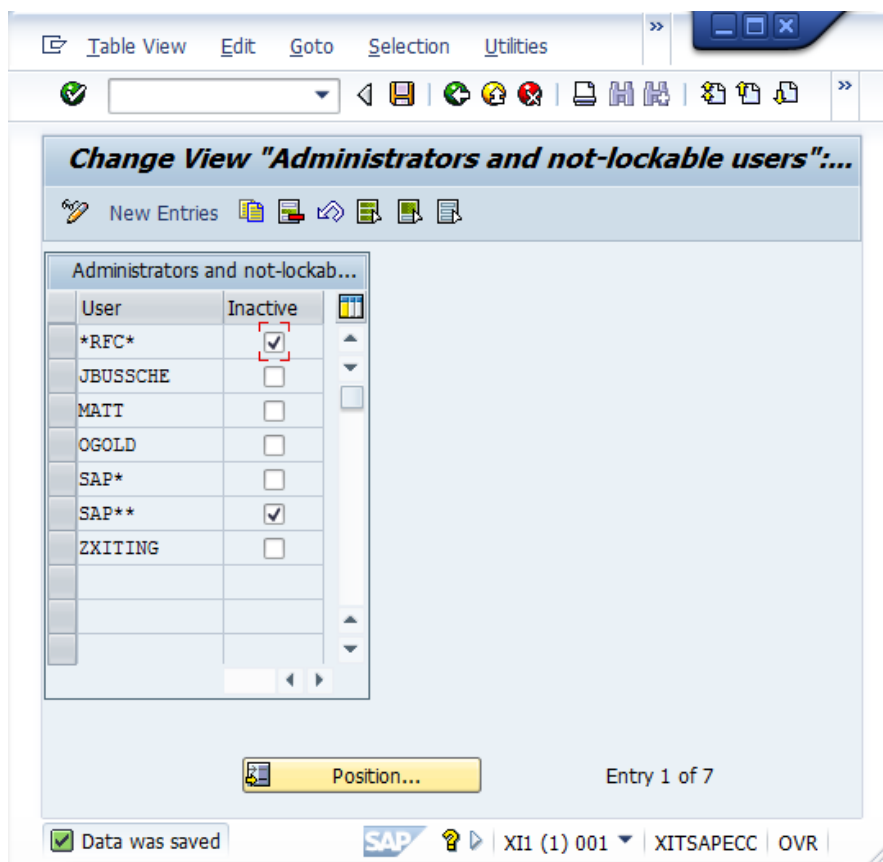 Table View Edit Goto Selection Utilities »
»
Change View "Administrators and not-lockable users":...
New Entries
Administrators and not-lockab...
User Inactive
*RFC*
JBUSSCHE
MATT
OGOLD
SAP*
SAP**
ZXITING
Position... Entry 1 of 7
Data was saved SAP XI1 (1) 001 XITSAPECC OVR